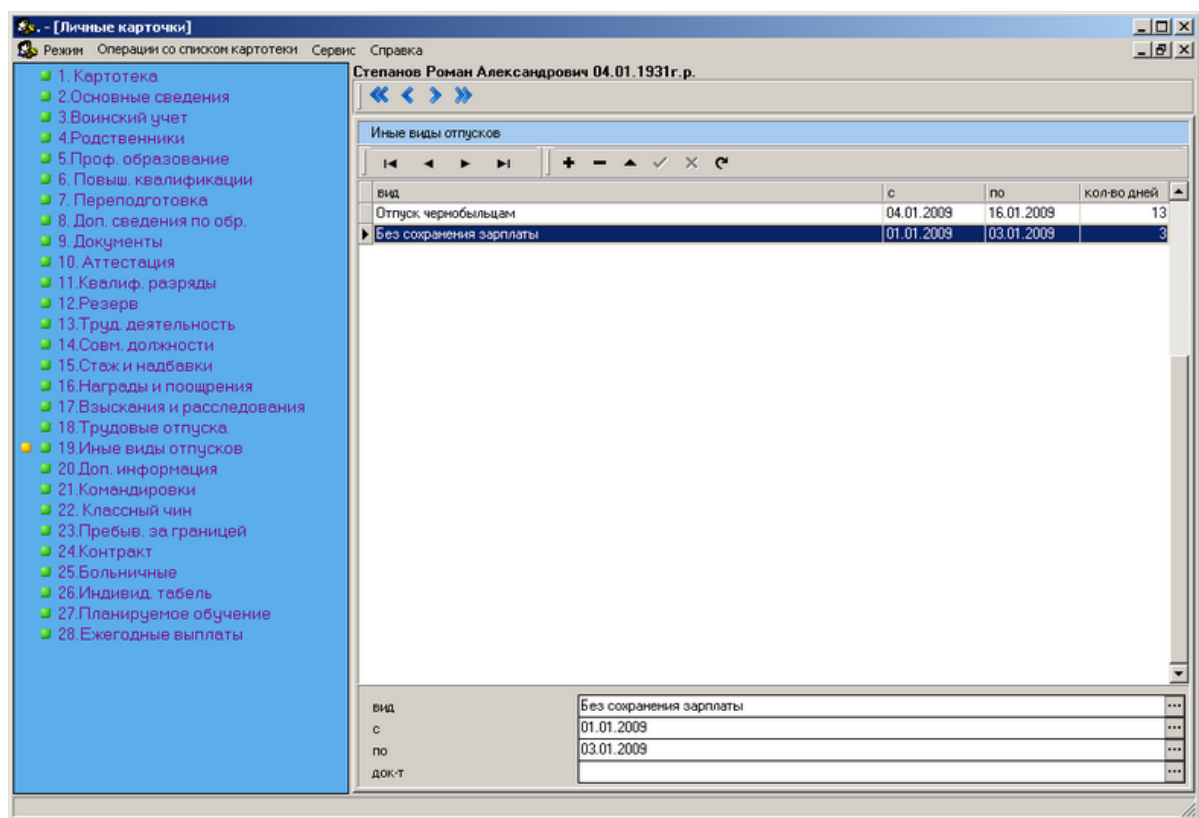 . - [Личные карточки]
Режим Операции со списком картотеки Сервис Справка
1. Картотека
2.Основные сведения
3.Воинский учет
4.Родственники
5.Проф. образование
6. Повыш. квалификации
7. Переподготовка
8. Доп. сведения по обр.
9. Документы
10. Аттестация
11.Квалиф. разряды
12.Резерв
13.Труд. деятельность
14.Совм. должности
15.Стаж и надбавки
16.Награды и поощрения
17.Взыскания и расследования
18.Трудовые отпуска
19.Иные виды отпусков
20.Доп. информация
21.Командировки
22. Классный чин
23.Пребыв. за границей
24.Контракт
25.Больничные
26.Индивид. табель
27.Планируемое обучение
28.Ежегодные выплаты
Степанов Роман Александрович 04.01.1931г.р.
Иные виды отпусков
вид с по кол-во дней
Отпуск чернобыльцам 04.01.2009 16.01.2009 13
Без сохранения зарплаты 01.01.2009 03.01.2009 3
вид Без сохранения зарплаты
с 01.01.2009
по 03.01.2009
док-т